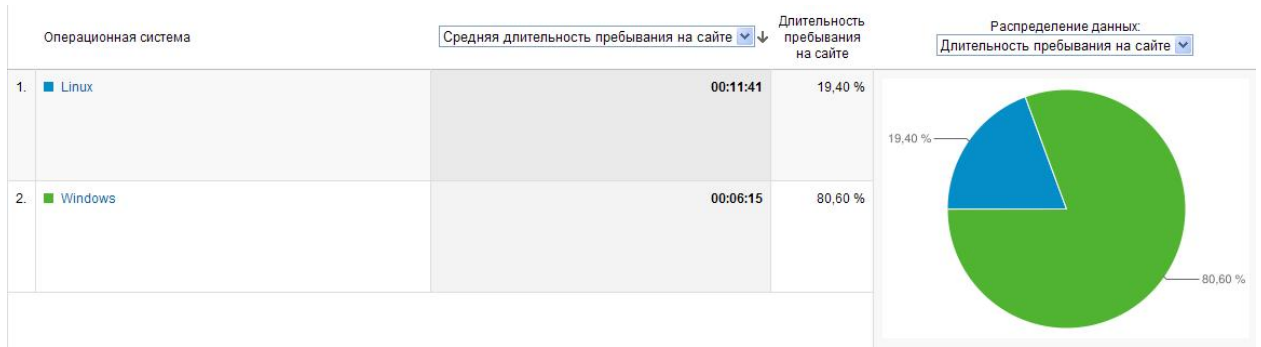 Операционная система
Средняя длительность пребывания на сайте
Длительность
пребывания
на сайте
Распределение данных:
Длительность пребывания на сайте
1. Linux 00:11:41 19,40 %
2. Windows 00:06:15 80,60 %
19,40 %
80,60 %